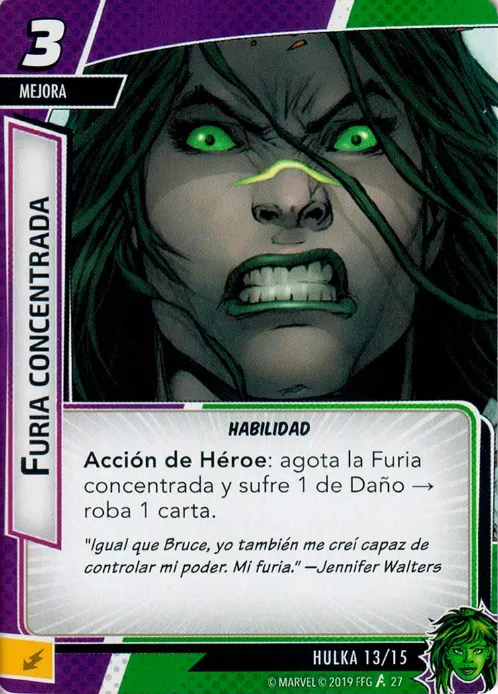 3
MEJORA
FURIA CONCENTRADA
HABILIDAD
Acción de Héroe: agota la Furia
concentrada y sufre 1 de Daño →
roba 1 carta.
"Igual que Bruce, yo también me creí capaz de
controlar mi poder. Mi furia." —Jennifer Walters
HULKA 13/15
© MARVEL © 2019 FFG 27